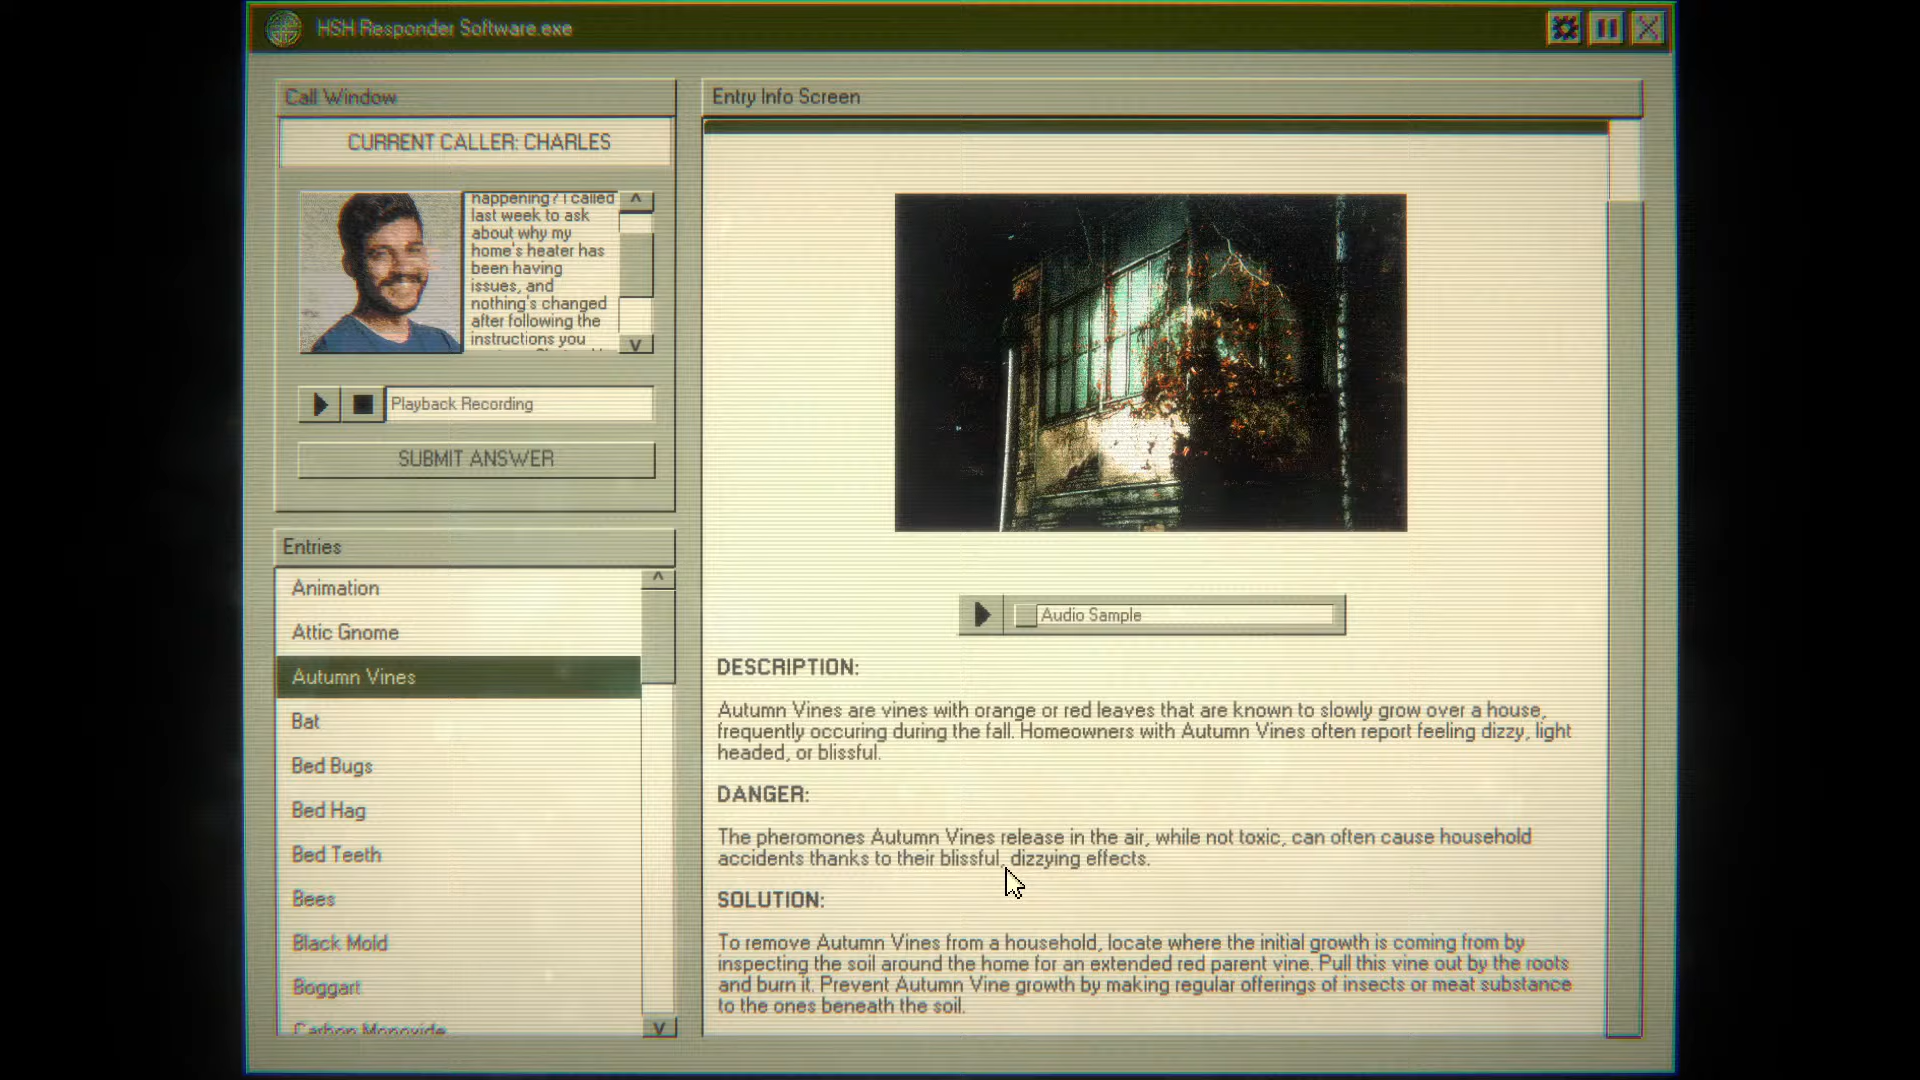 HSH Responder Software.exe
Call Window
CURRENT CALLER: CHARLES
happening? I called
last week to ask
about why my
home's heater has
been having
issues, and
nothing's changed
after following the
instructions you
Playback Recording
SUBMIT ANSWER
Entries
Animation
Attic Gnome
Autumn Vines
Bat
Bed Bugs
Bed Hag
Bed Teeth
Bees
Black Mold
Boggart
Carbon Monoxide
Entry Info Screen
Audio Sample
DESCRIPTION:
Autumn Vines are vines with orange or red leaves that are known to slowly grow over a house,
frequently occuring during the fall. Homeowners with Autumn Vines often report feeling dizzy, light
headed, or blissful.
DANGER:
The pheromones Autumn Vines release in the air, while not toxic, can often cause household
accidents thanks to their blissful, dizzying effects.
SOLUTION:
To remove Autumn Vines from a household, locate where the initial growth is coming from by
inspecting the soil around the home for an extended red parent vine. Pull this vine out by the roots
and burn it. Prevent Autumn Vine growth by making regular offerings of insects or meat substance
to the ones beneath the soil.